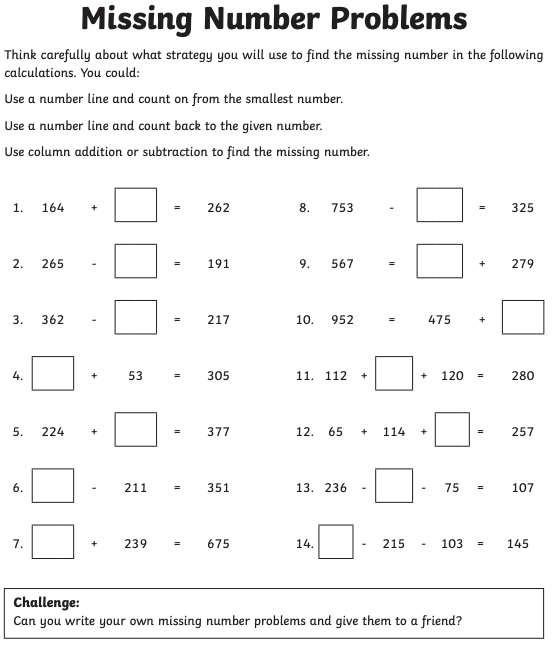 Missing Number Problems
Think carefully about what strategy you will use to find the missing number in the following
calculations. You could:
Use a number line and count on from the smallest number.
Use a number line and count back to the given number.
Use column addition or subtraction to find the missing number.
1. 164 + = 262
2. 265 - = 191
3. 362 - = 217
4. + 53 = 305
5. 224 + = 377
6. - 211 = 351
7. + 239 = 675
8. 753 - = 325
9. 567 = + 279
10. 952 = 475 +
11. 112 + + 120 = 280
12. 65 + 114 + = 257
13. 236 - - 75 = 107
14. - 215 - 103 = 145
Challenge:
Can you write your own missing number problems and give them to a friend?